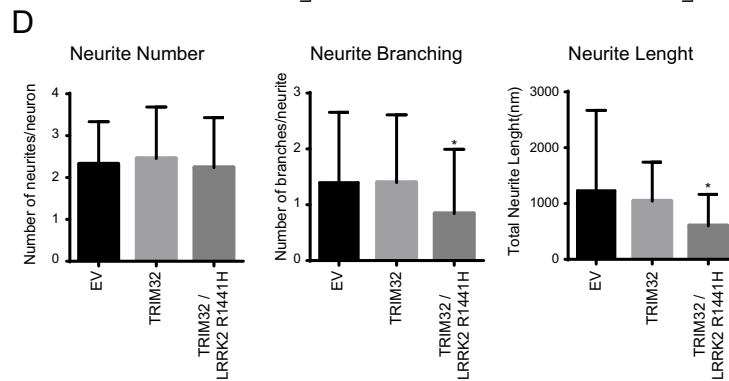 D
Neurite Number
Number of neurites/neuron
4
3
2
1
0
EV
TRIM32
TRIM32 /
LRRK2 R1441H
Neurite Branching
Number of branches/neurite
3
2
1
0
*
EV
TRIM32
TRIM32 /
LRRK2 R1441H
Neurite Lenght
Total Neurite Lenght(nm)
3000
2000
1000
0
*
EV
TRIM32
TRIM32 /
LRRK2 R1441H